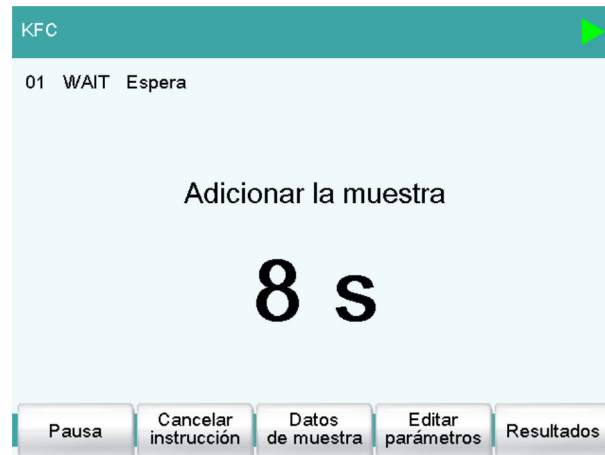 KFC
01 WAIT Espera
Adicionar la muestra
8 s
Pausa
Cancelar instrucción
Datos de muestra
Editar parámetros
Resultados